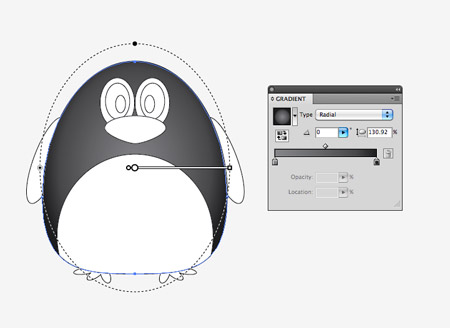 GRADIENT
Type: Radial
0 ° 130.92 %
Opacity: %
Location: %